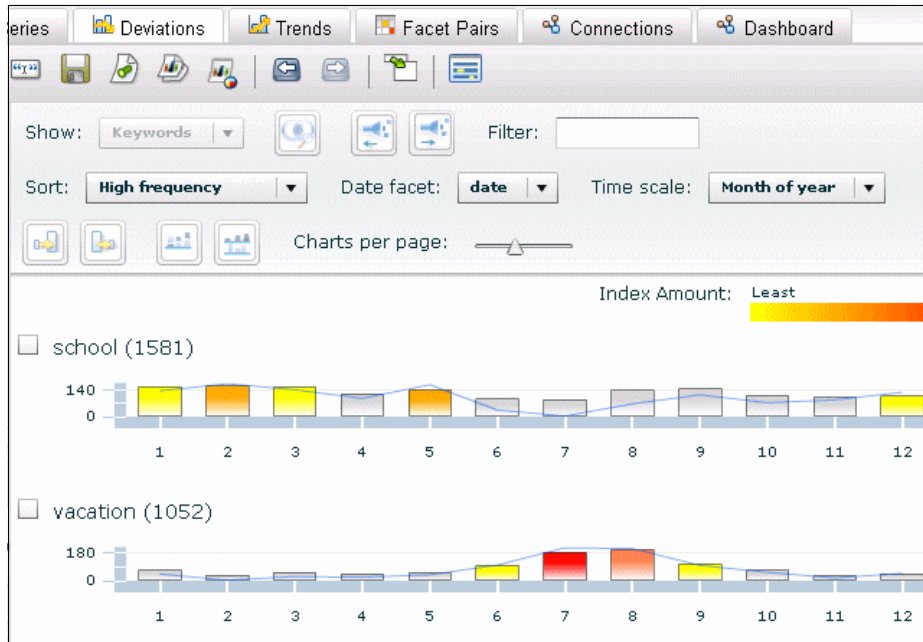 eries Deviations Trends Facet Pairs Connections Dashboard
"I"
Show: Keywords Filter:
Sort: High frequency Date facet: date Time scale: Month of year
Charts per page:
Index Amount: Least
school (1581)
140
0
1 2 3 4 5 6 7 8 9 10 11 12
vacation (1052)
180
0
1 2 3 4 5 6 7 8 9 10 11 12